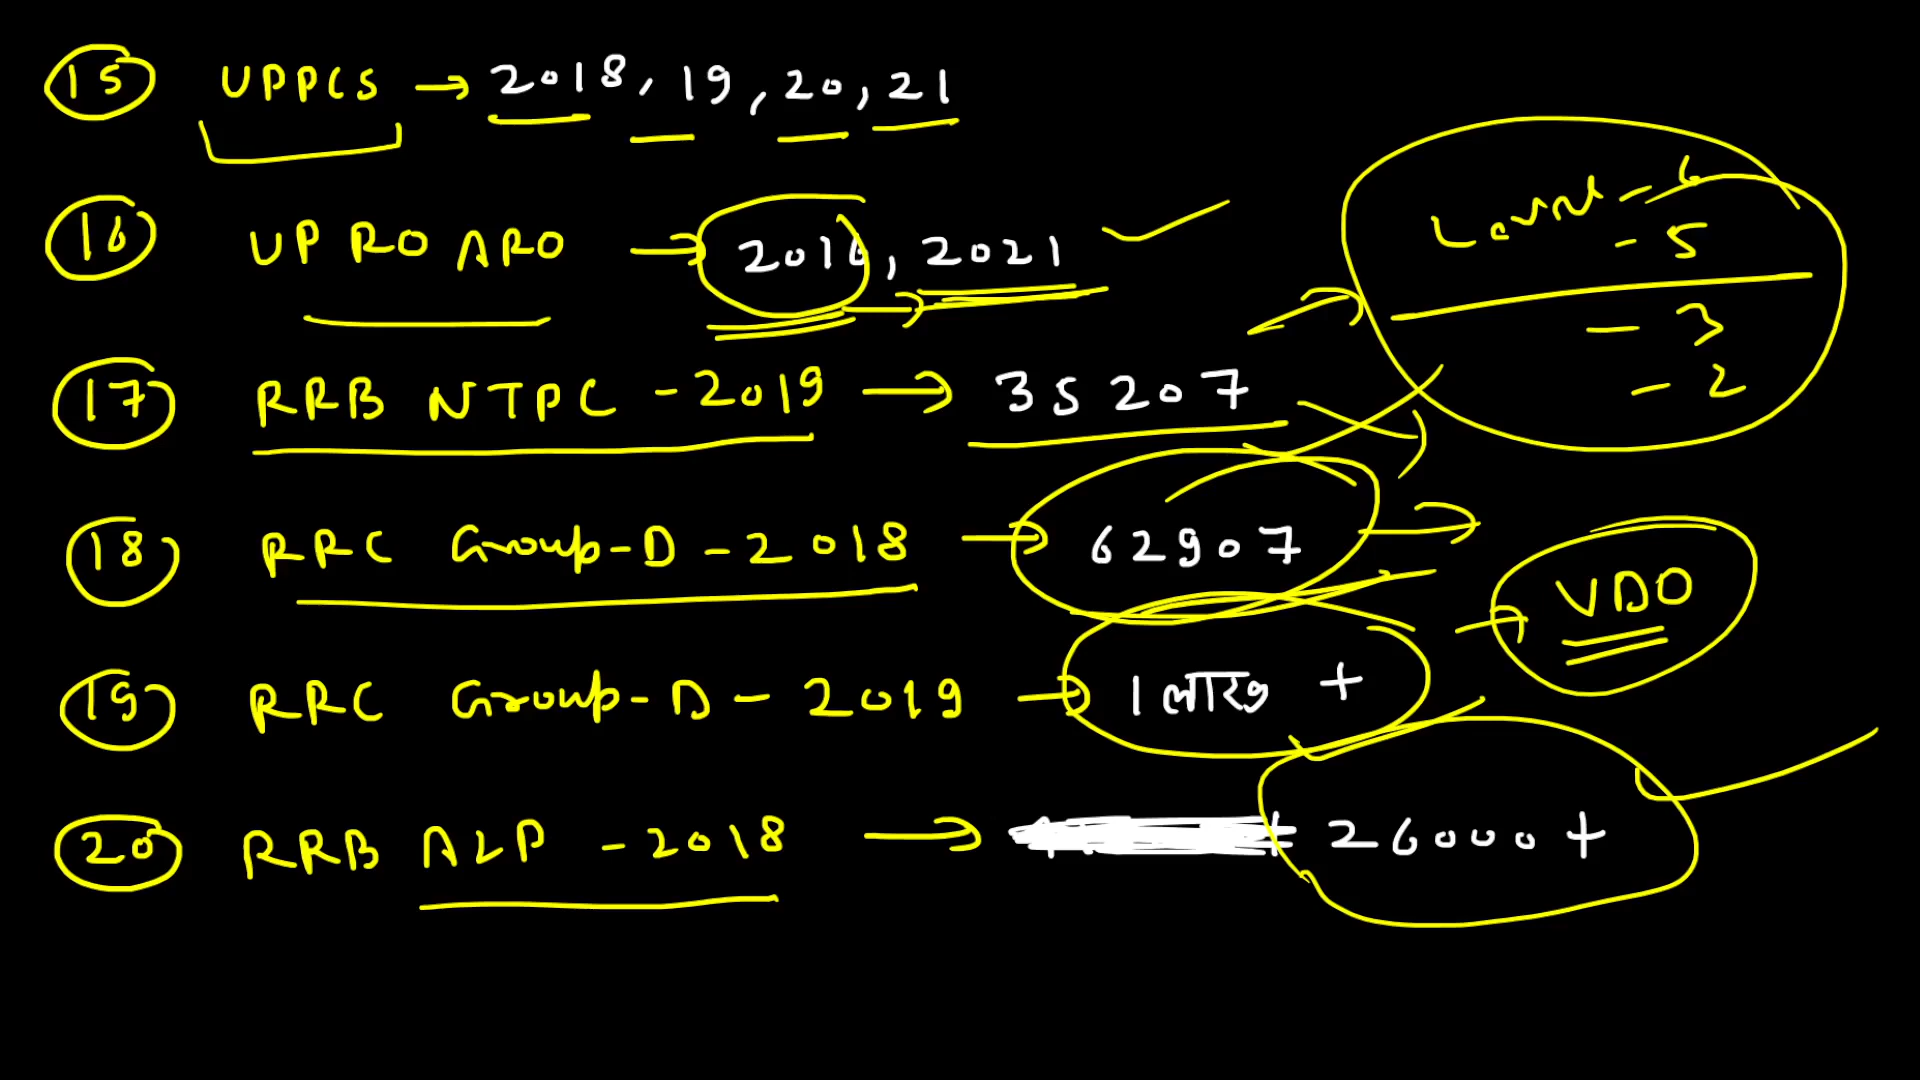 15 UPPCS → 2018, 19, 20, 21
16 UP RO ARO → 2016, 2021
17 RRB NTPC - 2019 → 35207
18 RRC Group-D - 2018 → 62907
19 RRC Group-D - 2019 → 1 लाख +
20 RRB ALP - 2018 → 26000 +
Level - 6
- 5
- 3
- 2
→ VDO